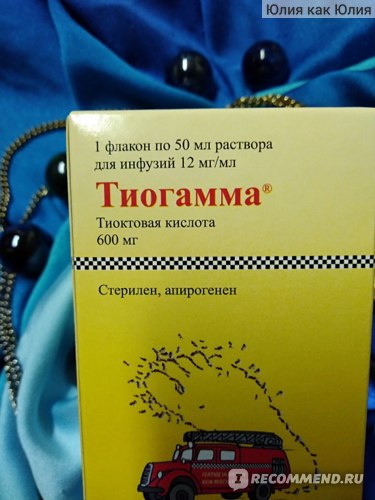 Юлия как Юлия
1 флакон по 50 мл раствора
для инфузий 12 мг/мл
Тиогамма®
Тиоктовая кислота
600 мг
Стерилен, апирогенен
RECOMMEND.RU